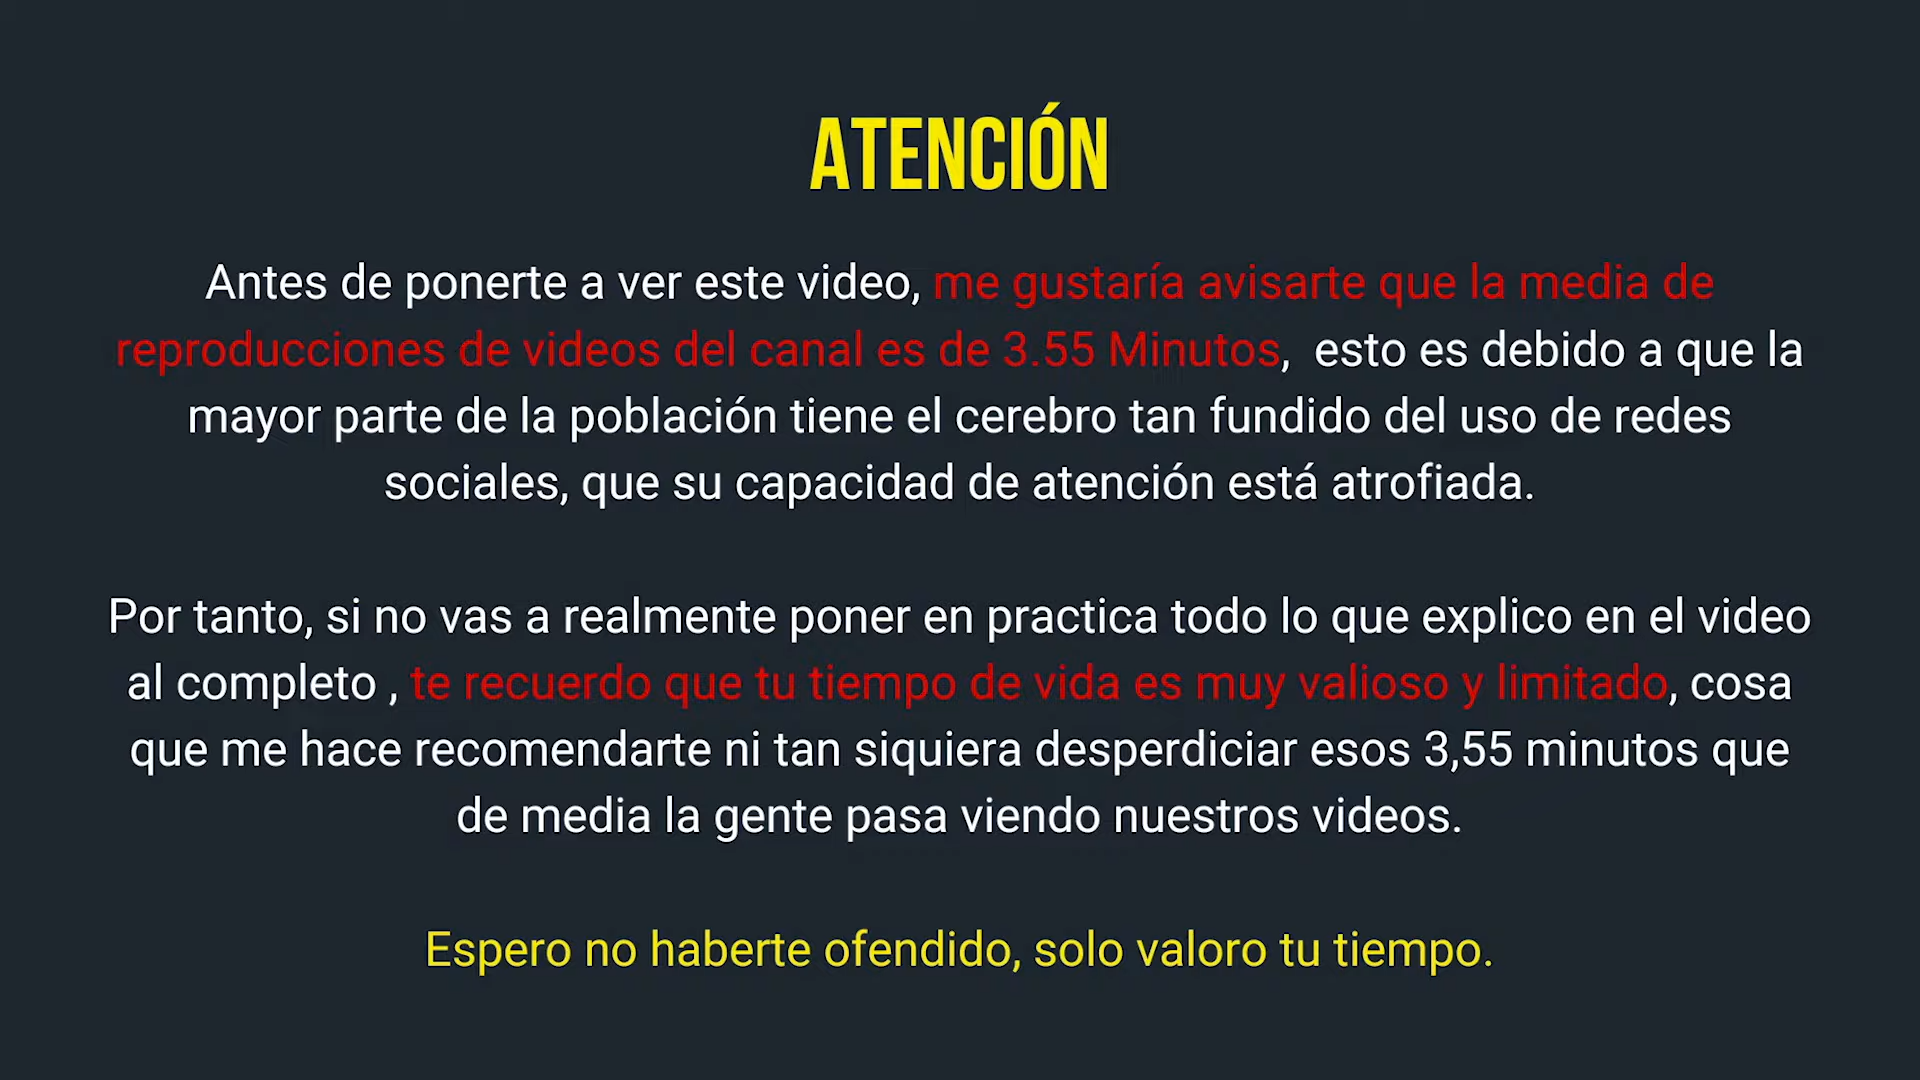 ATENCIÓN
Antes de ponerte a ver este video, me gustaría avisarte que la media de
reproducciones de videos del canal es de 3.55 Minutos, esto es debido a que la
mayor parte de la población tiene el cerebro tan fundido del uso de redes
sociales, que su capacidad de atención está atrofiada.
Por tanto, si no vas a realmente poner en practica todo lo que explico en el video
al completo , te recuerdo que tu tiempo de vida es muy valioso y limitado, cosa
que me hace recomendarte ni tan siquiera desperdiciar esos 3,55 minutos que
de media la gente pasa viendo nuestros videos.
Espero no haberte ofendido, solo valoro tu tiempo.